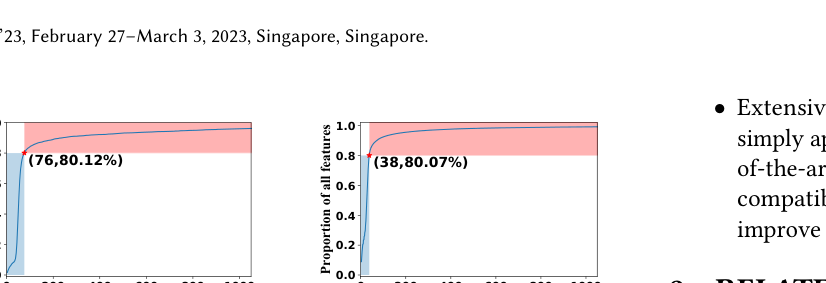 '23, February 27–March 3, 2023, Singapore, Singapore.
(76,80.12%)
Proportion of all features
1.0
0.8
0.6
0.4
0.2
0.0
(38,80.07%)
• Extensiv
simply ap
of-the-ar
compatib
improve